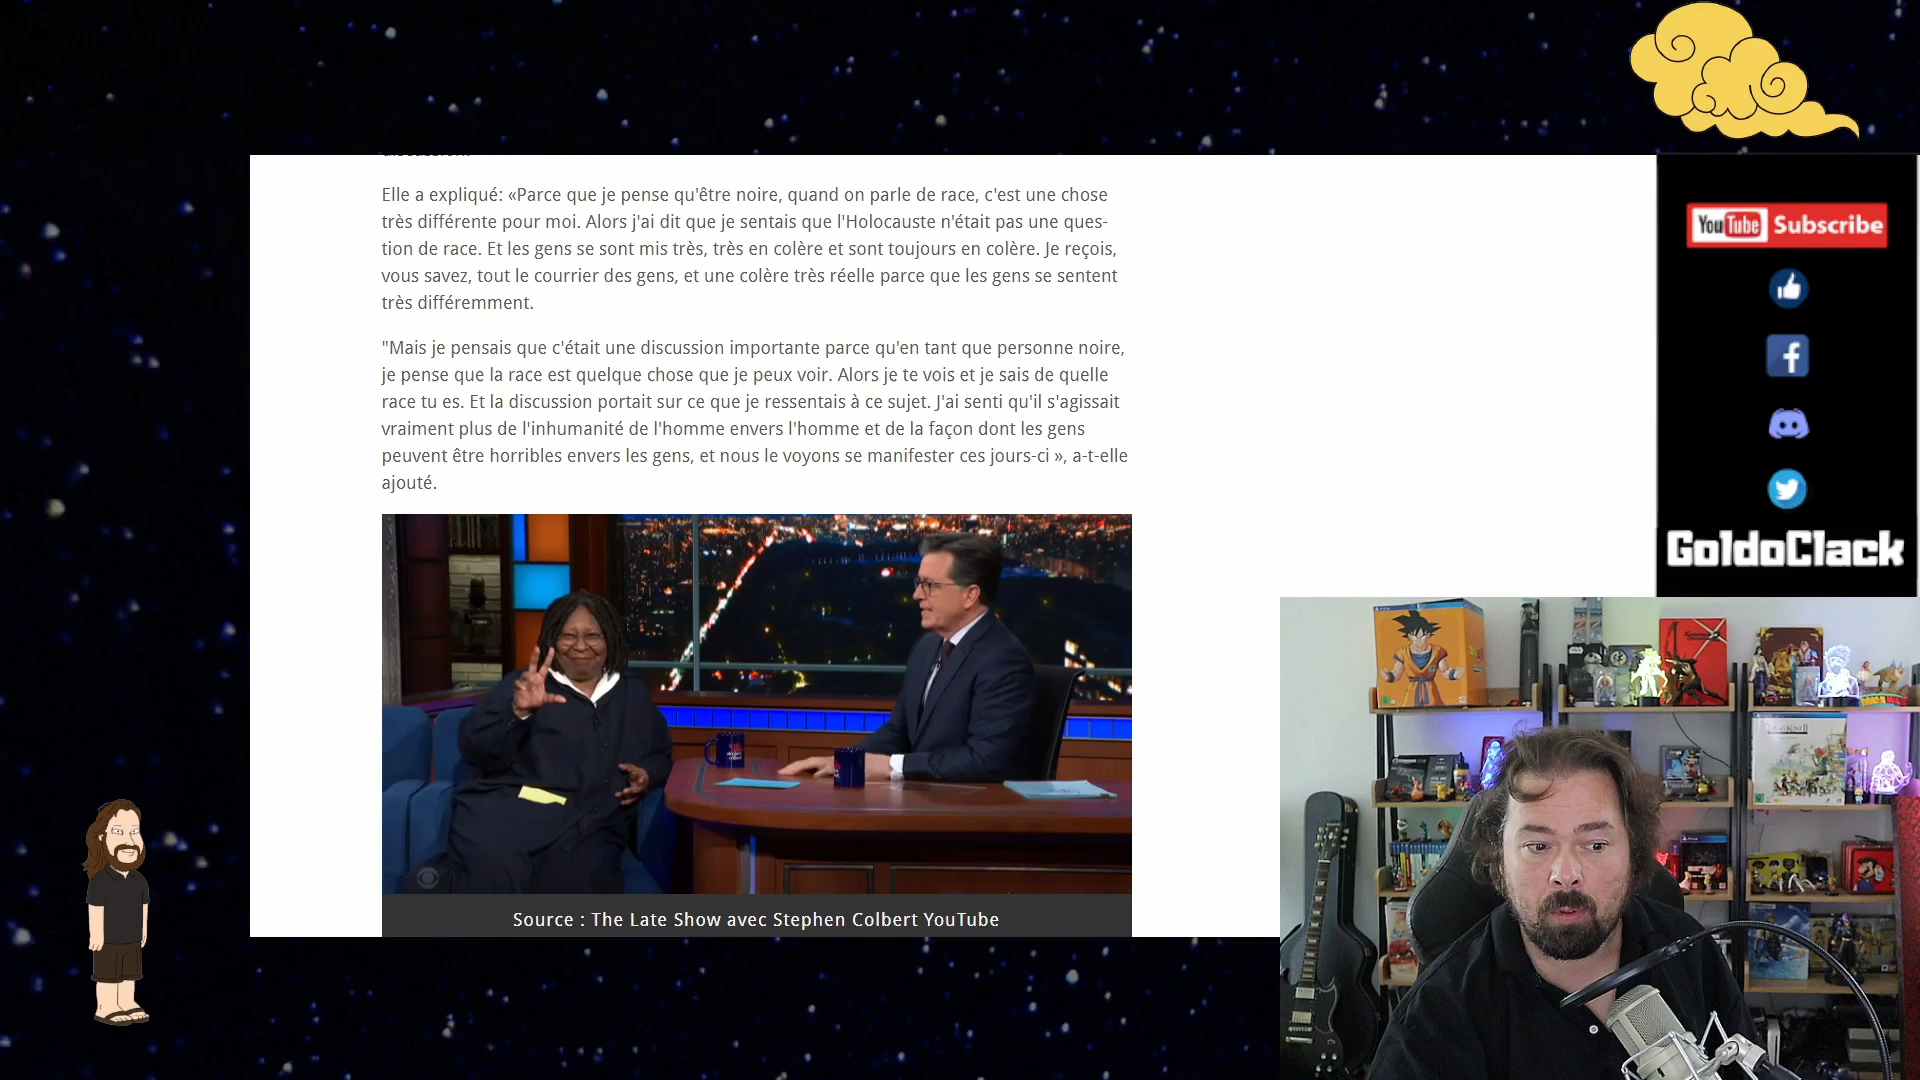 Elle a expliqué: «Parce que je pense qu'être noire, quand on parle de race, c'est une chose
très différente pour moi. Alors j'ai dit que je sentais que l'Holocauste n'était pas une ques-
tion de race. Et les gens se sont mis très, très en colère et sont toujours en colère. Je reçois,
vous savez, tout le courrier des gens, et une colère très réelle parce que les gens se sentent
très différemment.
"Mais je pensais que c'était une discussion importante parce qu'en tant que personne noire,
je pense que la race est quelque chose que je peux voir. Alors je te vois et je sais de quelle
race tu es. Et la discussion portait sur ce que je ressentais à ce sujet. J'ai senti qu'il s'agissait
vraiment plus de l'inhumanité de l'homme envers l'homme et de la façon dont les gens
peuvent être horribles envers les gens, et nous le voyons se manifester ces jours-ci », a-t-elle
ajouté.
Source : The Late Show avec Stephen Colbert YouTube
YouTube Subscribe
GoldoClack